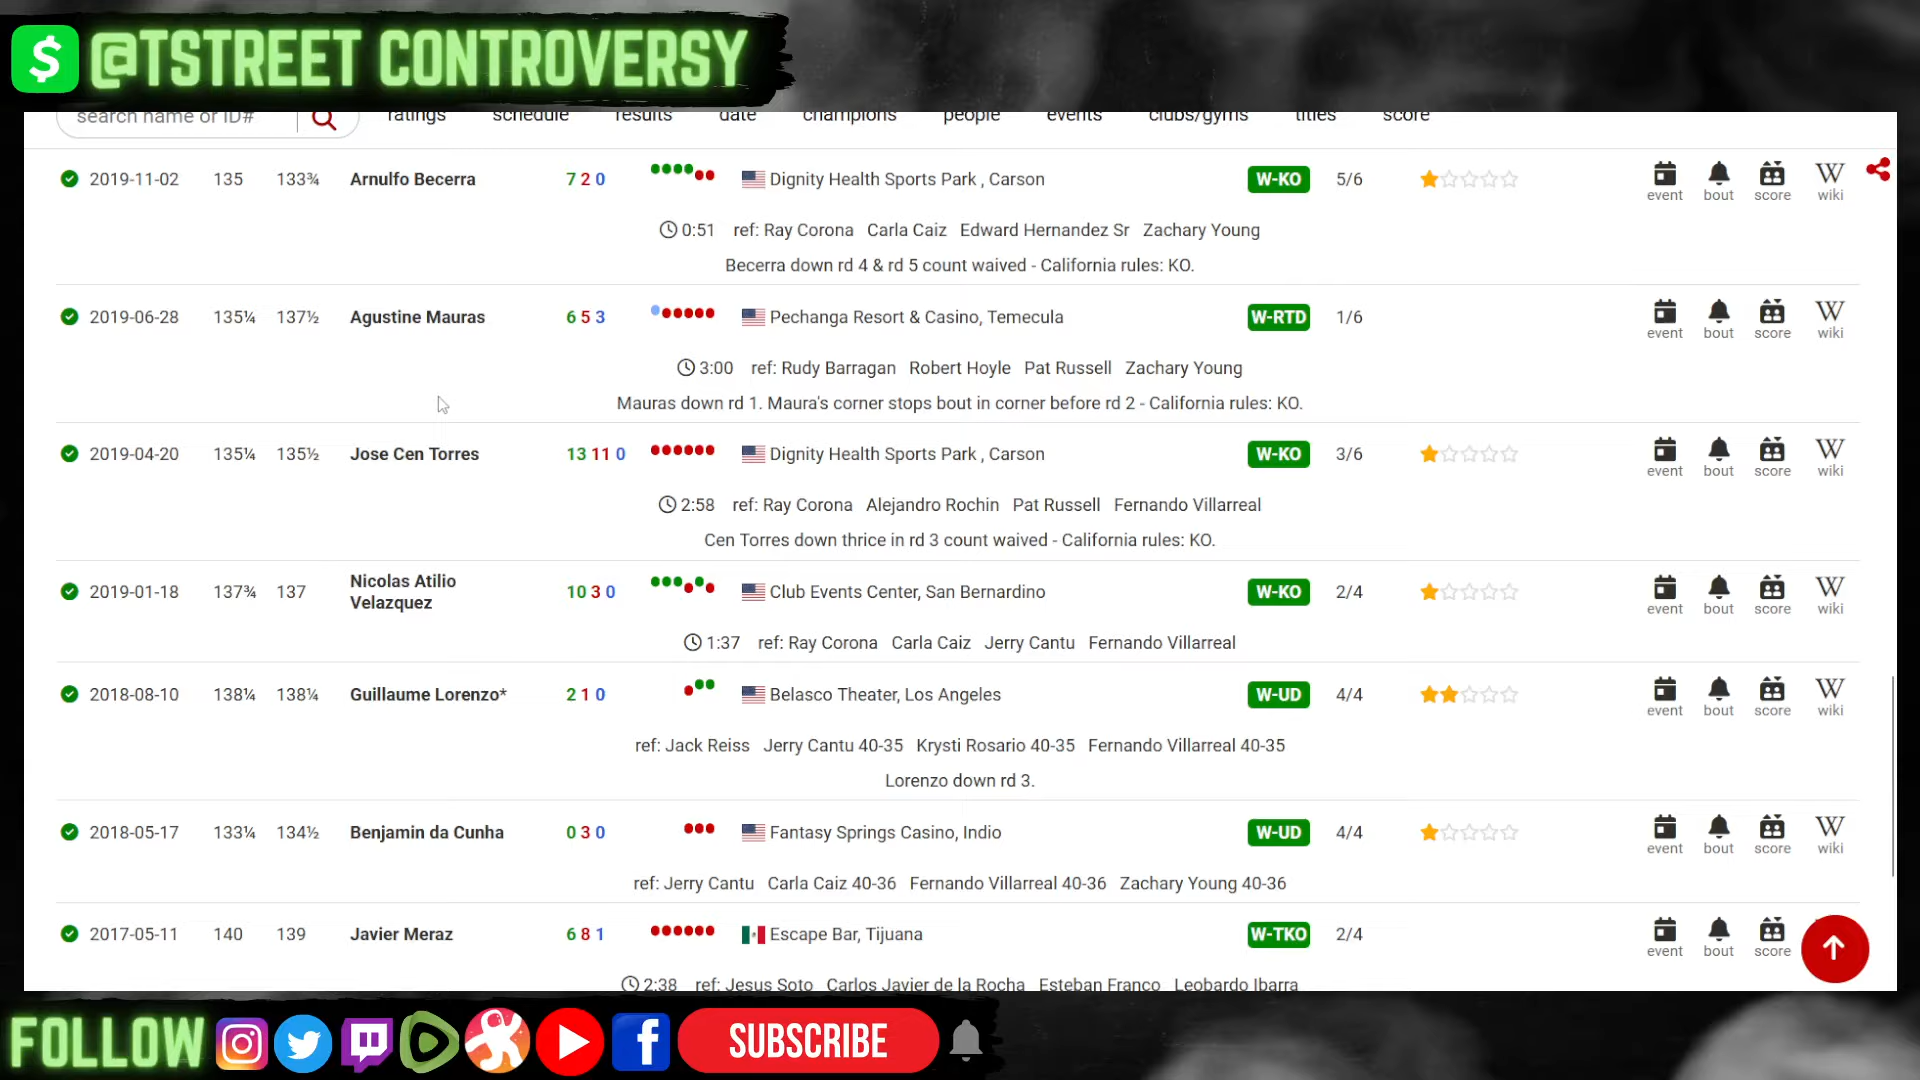 $ @TSTREET CONTROVERSY
search name or ID# ratings schedule results date champions people events clubs/gyms titles score
2019-11-02 135 133¾ Arnulfo Becerra 7 2 0 Dignity Health Sports Park , Carson W-KO 5/6 event bout score wiki
0:51 ref: Ray Corona Carla Caiz Edward Hernandez Sr Zachary Young
Becerra down rd 4 & rd 5 count waived - California rules: KO.
2019-06-28 135¼ 137½ Agustine Mauras 6 5 3 Pechanga Resort & Casino, Temecula W-RTD 1/6 event bout score wiki
3:00 ref: Rudy Barragan Robert Hoyle Pat Russell Zachary Young
Mauras down rd 1. Maura's corner stops bout in corner before rd 2 - California rules: KO.
2019-04-20 135¼ 135½ Jose Cen Torres 13 11 0 Dignity Health Sports Park , Carson W-KO 3/6 event bout score wiki
2:58 ref: Ray Corona Alejandro Rochin Pat Russell Fernando Villarreal
Cen Torres down thrice in rd 3 count waived - California rules: KO.
2019-01-18 137¾ 137 Nicolas Atilio Velazquez 10 3 0 Club Events Center, San Bernardino W-KO 2/4 event bout score wiki
1:37 ref: Ray Corona Carla Caiz Jerry Cantu Fernando Villarreal
2018-08-10 138¼ 138¼ Guillaume Lorenzo* 2 1 0 Belasco Theater, Los Angeles W-UD 4/4 event bout score wiki
ref: Jack Reiss Jerry Cantu 40-35 Krysti Rosario 40-35 Fernando Villarreal 40-35
Lorenzo down rd 3.
2018-05-17 133¼ 134½ Benjamin da Cunha 0 3 0 Fantasy Springs Casino, Indio W-UD 4/4 event bout score wiki
ref: Jerry Cantu Carla Caiz 40-36 Fernando Villarreal 40-36 Zachary Young 40-36
2017-05-11 140 139 Javier Meraz 6 8 1 Escape Bar, Tijuana W-TKO 2/4 event bout score
2:38 ref: Jesus Soto Carlos Javier de la Rocha Esteban Franco Leobardo Ibarra
FOLLOW SUBSCRIBE